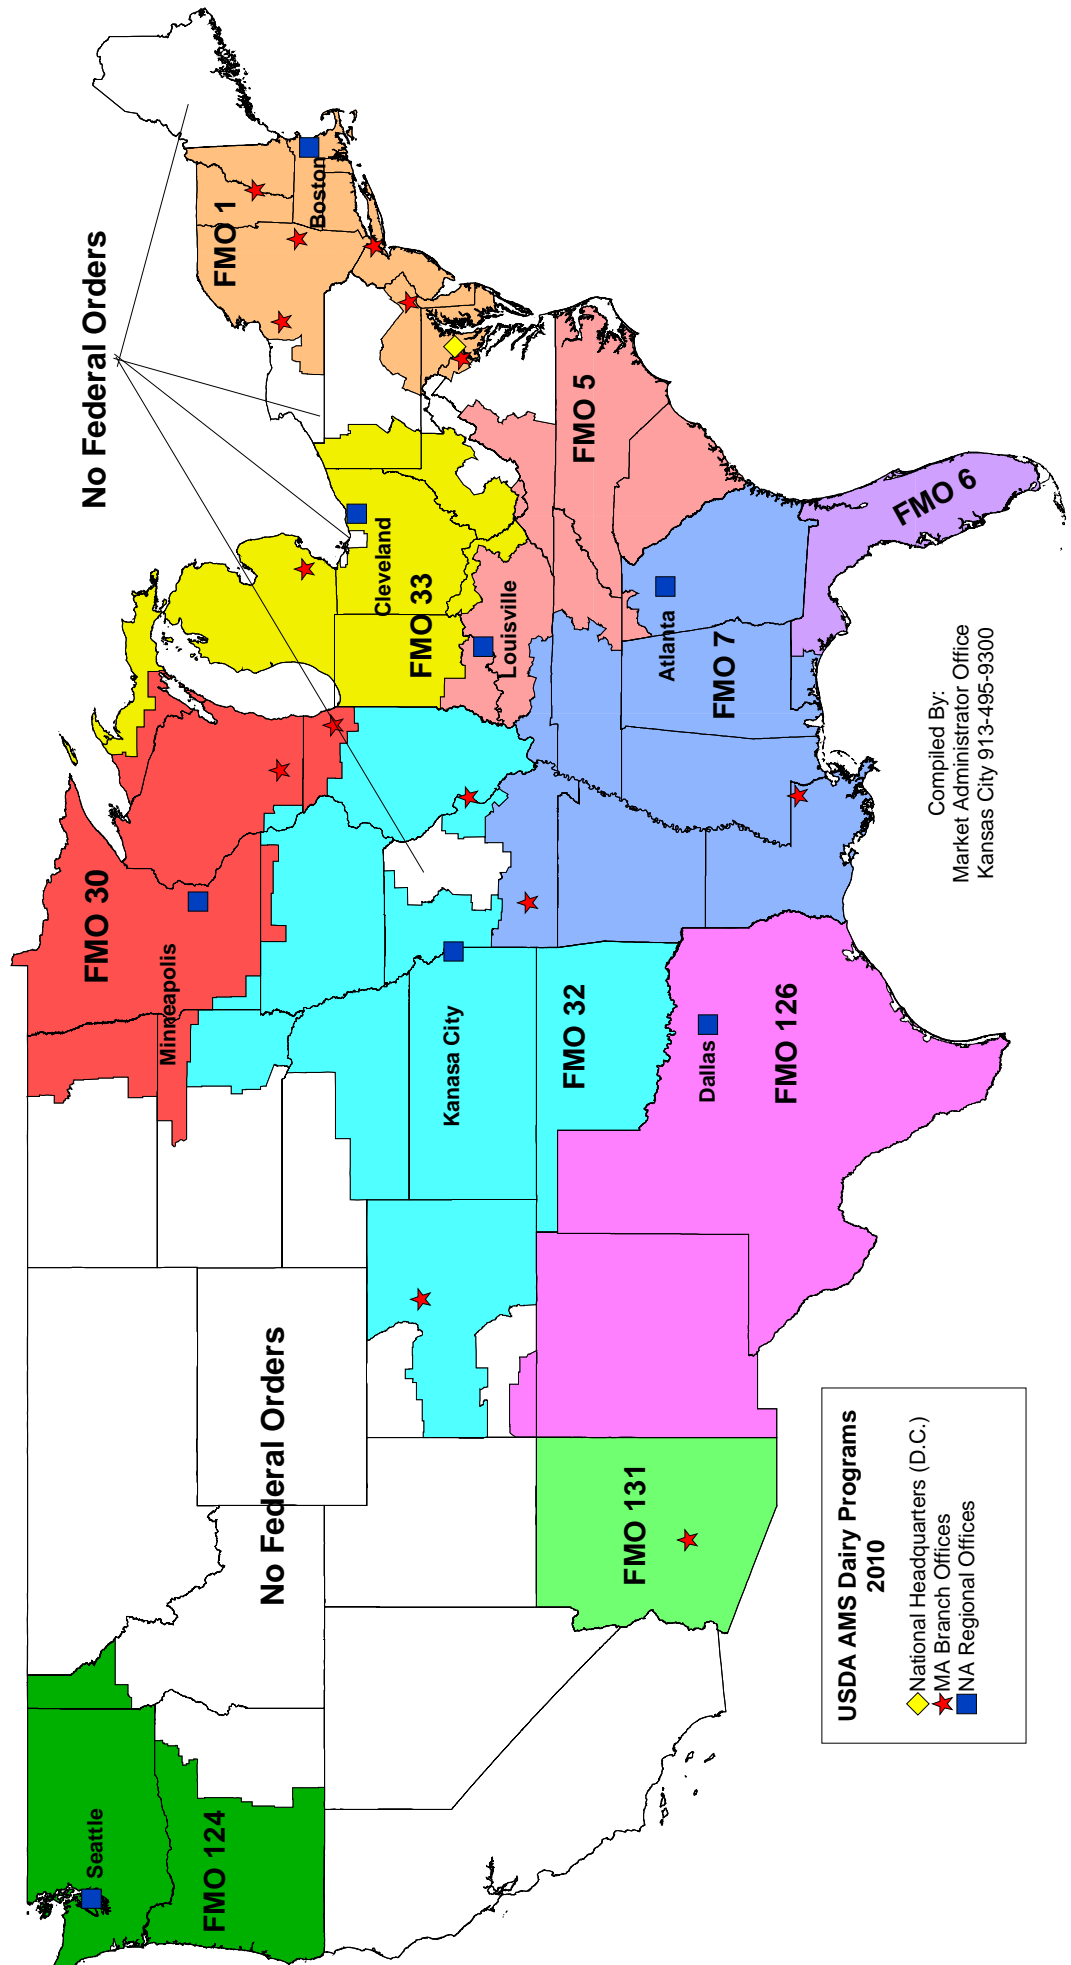 No Federal Orders
FMO 1
Boston
FMO 5
FMO 6
Cleveland
FMO 33
Louisville
Atlanta
FMO 7
FMO 30
Minneapolis
Kanasa City
FMO 32
Dallas
FMO 126
No Federal Orders
FMO 131
Seattle
FMO 124
Compiled By:
Market Administrator Office
Kansas City 913-495-9300
USDA AMS Dairy Programs
2010
National Headquarters (D.C.)
MA Branch Offices
NA Regional Offices